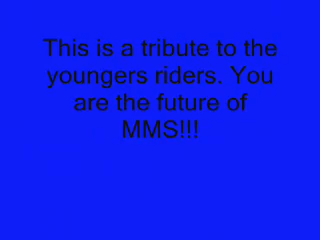 This is a tribute to the
youngers riders. You
are the future of
MMS!!!